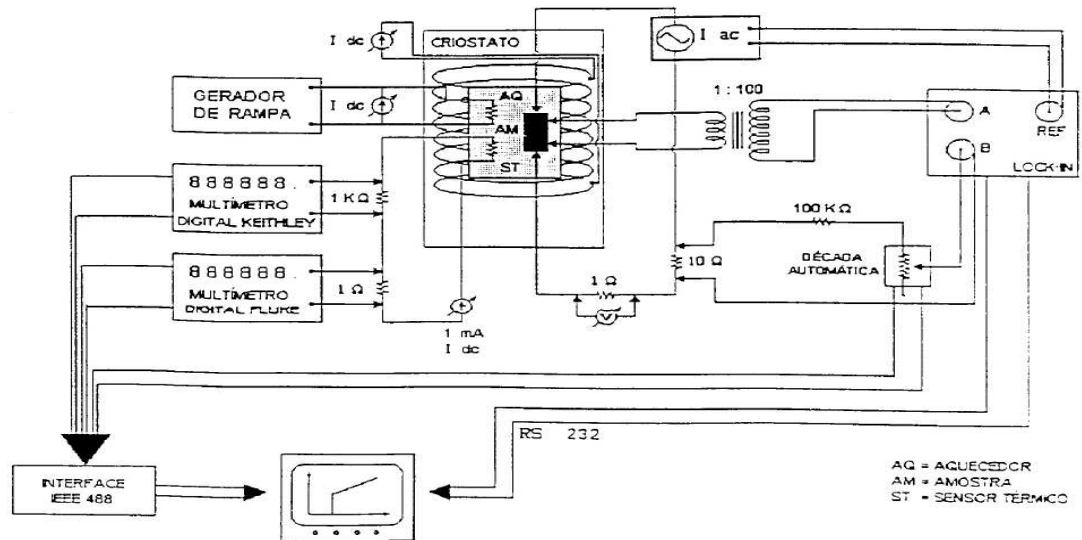 I dc
CRIOSTATO
I ac
GERADOR
DE RAMPA
I dc
1 : 100
AQ
AM
ST
A
REF
B
LOCK-IN
888888.
MULTÍMETRO
DIGITAL KEITHLEY
1 KΩ
100 KΩ
DÉCADA
AUTOMÁTICA
10 Ω
888888.
MULTÍMETRO
DIGITAL FLUKE
1 Ω
1 Ω
V
1 mA
I dc
RS 232
INTERFACE
IEEE 488
AQ = AQUECEDOR
AM = AMOSTRA
ST = SENSOR TÉRMICO